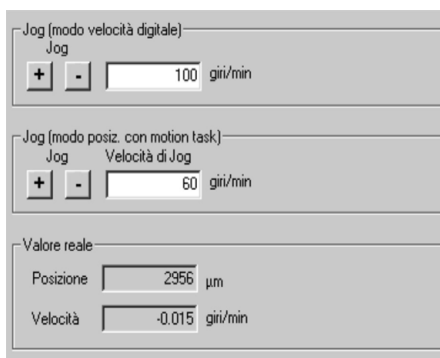 Jog (modo velocità digitale)
Jog
+ - 100 giri/min
Jog (modo posiz. con motion task)
Jog Velocità di Jog
+ - 60 giri/min
Valore reale
Posizione 2956 µm
Velocità -0.015 giri/min